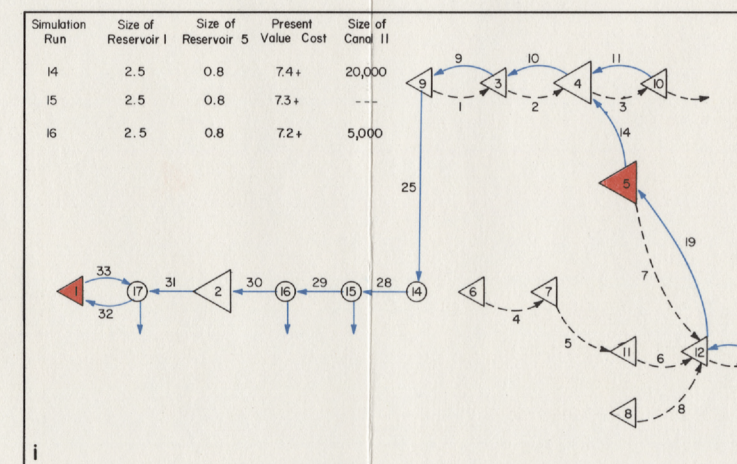 Simulation Run Size of Reservoir I Size of Reservoir 5 Present Value Cost Size of Canal II
14 2.5 0.8 7.4+ 20,000
15 2.5 0.8 7.3+ ---
16 2.5 0.8 7.2+ 5,000
9 10 11
9 3 4 10
1 2 3
14
5
25
19
7
33 31 30 29 28
1 17 2 16 15 14 6 7
32
4
5
11 6 12
8 8
i